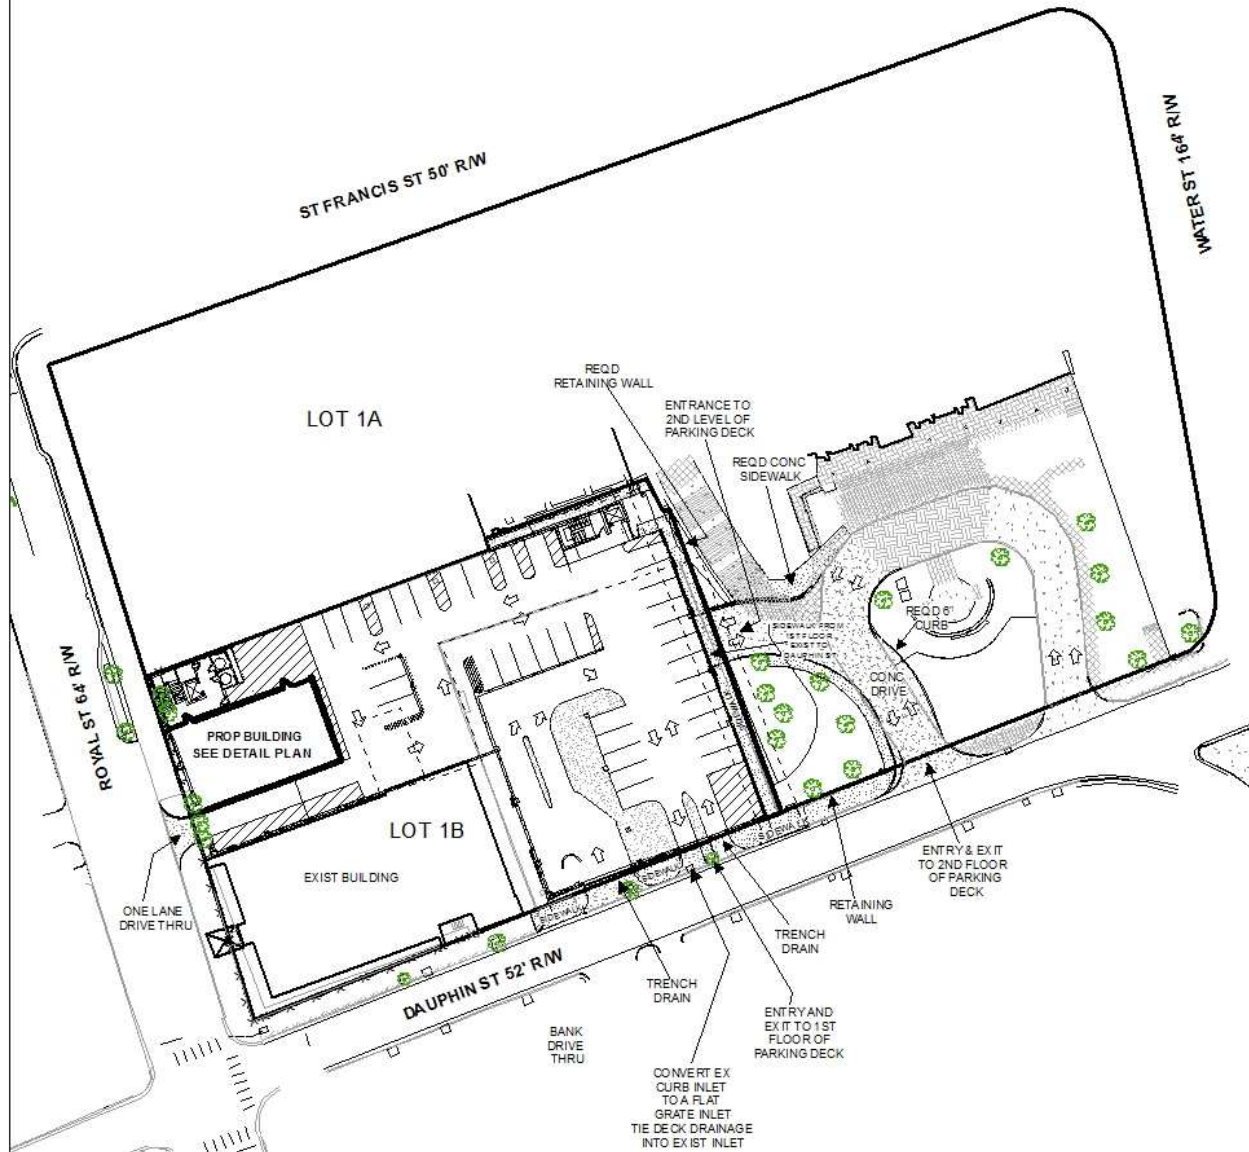 ST FRANCIS ST 50' R/W
WATER ST 164' R/W
LOT 1A
REQD
RETAINING WALL
ENTRANCE TO
2ND LEVEL OF
PARKING DECK
REQD CONC
SIDEWALK
ROYAL ST 64' R/W
SIDEWALK FROM
1ST FLOOR
EXIST TO
DAUPHIN ST
REQD 6"
CURB
CONC
DRIVE
PROP BUILDING
SEE DETAIL PLAN
LOT 1B
EXIST BUILDING
ONE LANE
DRIVE THRU
SIDEWALK
SIDEWALK
SIDEWALK
ENTRY & EXIT
TO 2ND FLOOR
OF PARKING
DECK
RETAINING
WALL
TRENCH
DRAIN
TRENCH
DRAIN
DAUPHIN ST 52' R/W
ENTRY AND
EXIT TO 1ST
FLOOR OF
PARKING DECK
BANK
DRIVE
THRU
CONVERT EX
CURB INLET
TO A FLAT
GRATE INLET
TIE DECK DRAINAGE
INTO EXIST INLET